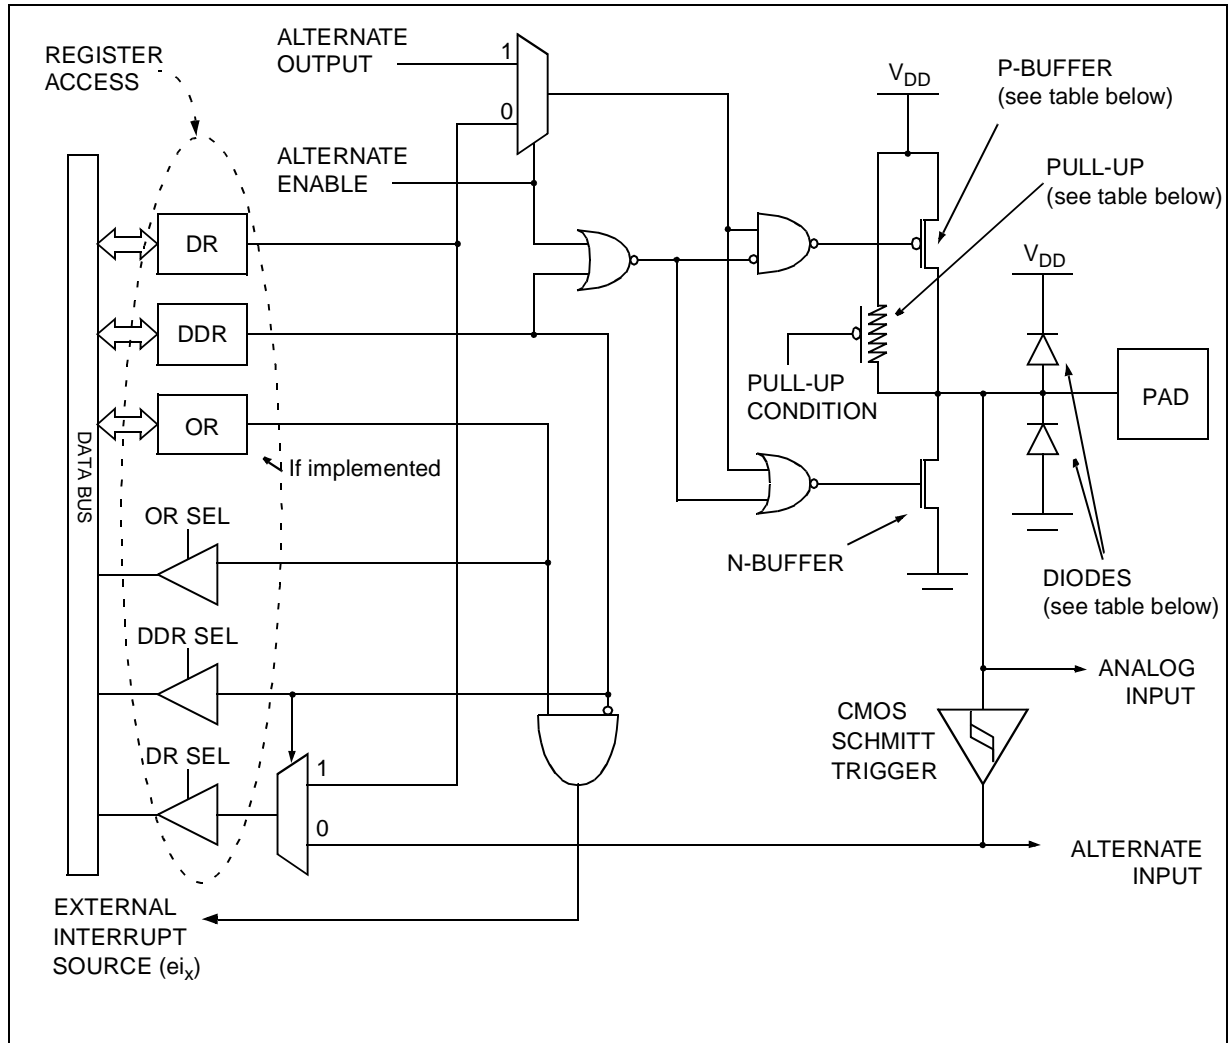 REGISTER
ACCESS
ALTERNATE
OUTPUT
1
0
VDD
P-BUFFER
(see table below)
ALTERNATE
ENABLE
PULL-UP
(see table below)
DR
VDD
DDR
PULL-UP
CONDITION
PAD
OR
DATA BUS
If implemented
OR SEL
N-BUFFER
DIODES
(see table below)
DDR SEL
ANALOG
INPUT
CMOS
SCHMITT
TRIGGER
DR SEL
1
0
ALTERNATE
INPUT
EXTERNAL
INTERRUPT
SOURCE (eix)